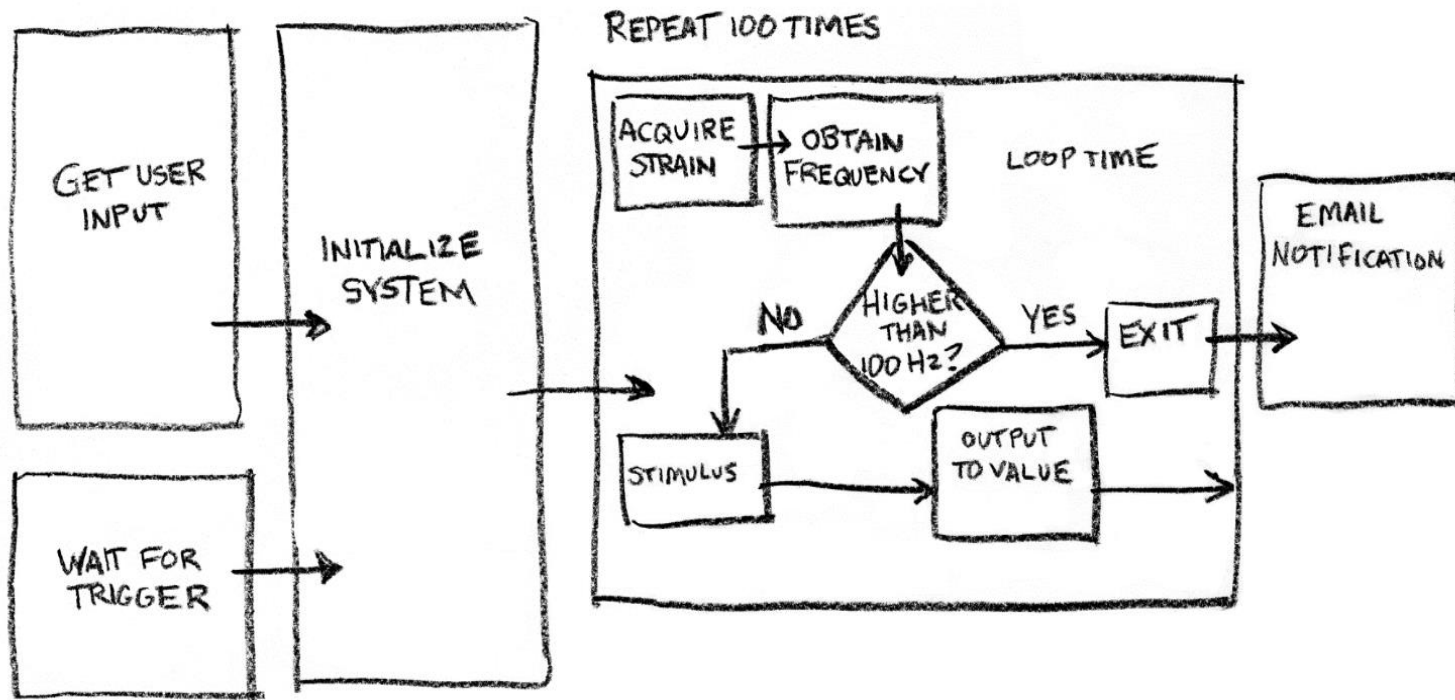 GET USER
INPUT
WAIT FOR
TRIGGER
INITIALIZE
SYSTEM
REPEAT 100 TIMES
ACQUIRE
STRAIN
OBTAIN
FREQUENCY
LOOP TIME
HIGHER
THAN
100 HZ?
NO
YES
EXIT
STIMULUS
OUTPUT
TO VALUE
EMAIL
NOTIFICATION